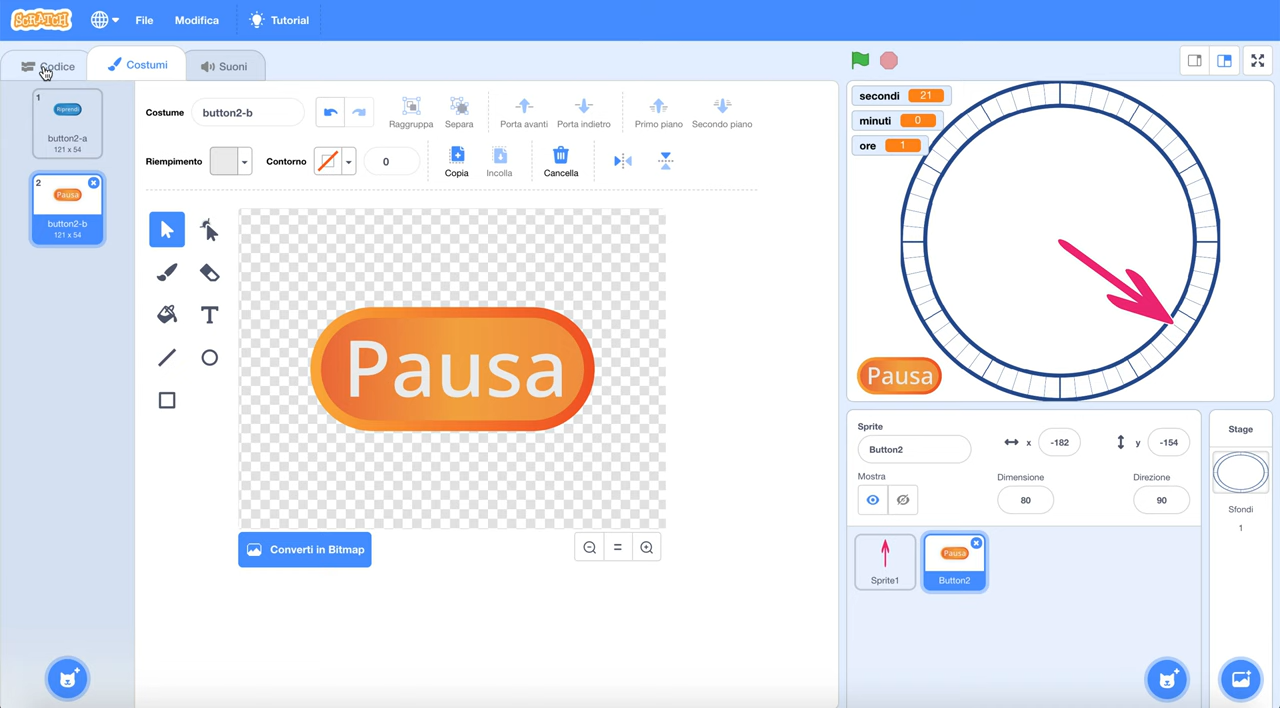 SCRATCH File Modifica Tutorial
Codice Costumi Suoni
1
Riprendi
button2-a
121 x 54
2
Pausa
button2-b
121 x 54
Costume button2-b
Raggruppa Separa Porta avanti Porta indietro Primo piano Secondo piano
Riempimento Contorno 0
Copia Incolla Cancella
Pausa
Converti in Bitmap
secondi 21
minuti 0
ore 1
Pausa
Sprite
Button2
x -182 y -154
Mostra Dimensione Direzione
80 90
Sprite1
Pausa
Button2
Stage
Sfondi
1